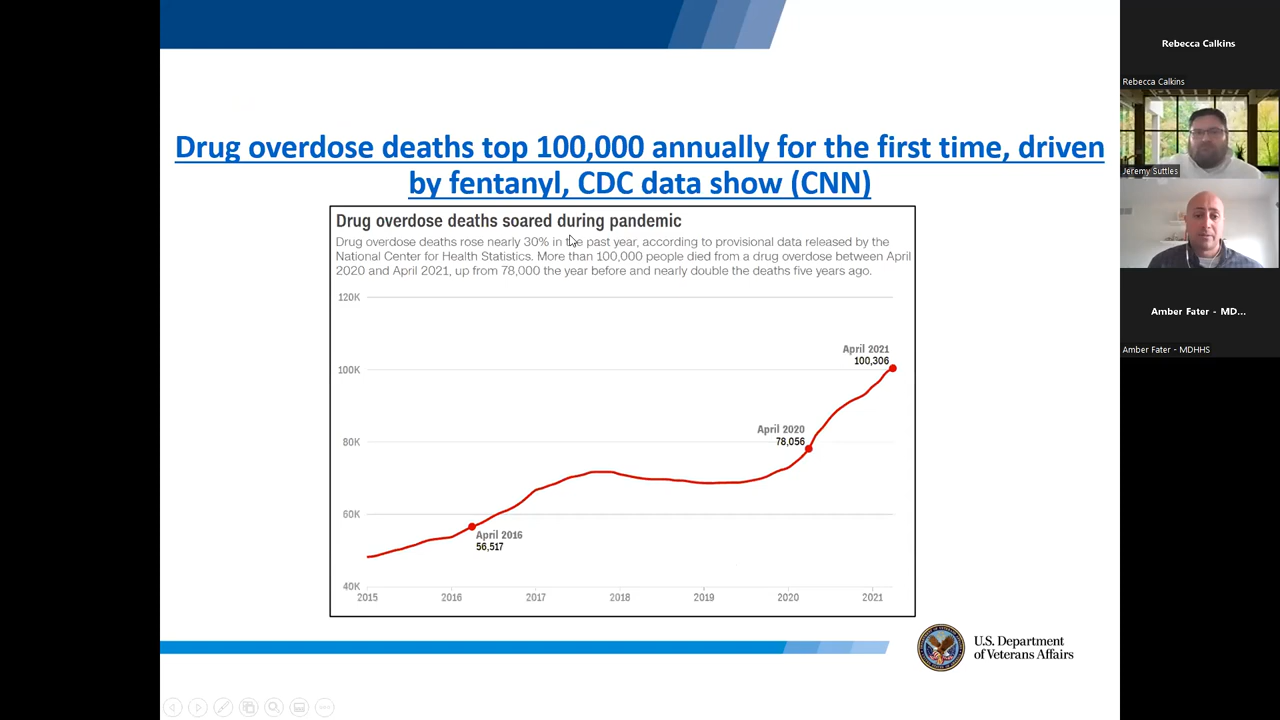 Drug overdose deaths top 100,000 annually for the first time, driven
by fentanyl, CDC data show (CNN)
Drug overdose deaths soared during pandemic
Drug overdose deaths rose nearly 30% in the past year, according to provisional data released by the
National Center for Health Statistics. More than 100,000 people died from a drug overdose between April
2020 and April 2021, up from 78,000 the year before and nearly double the deaths five years ago.
120K
April 2021
100,306
100K
April 2020
78,056
80K
60K
April 2016
56,517
40K
2015 2016 2017 2018 2019 2020 2021
U.S. Department
of Veterans Affairs
Rebecca Calkins
Rebecca Calkins
Jeremy Suttles
Amber Fater - MD...
Amber Fater - MDHHS